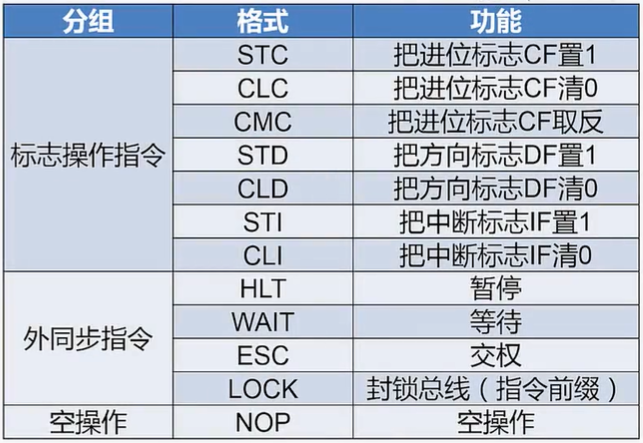 分组 格式 功能
标志操作指令
STC 把进位标志CF置1
CLC 把进位标志CF清0
CMC 把进位标志CF取反
STD 把方向标志DF置1
CLD 把方向标志DF清0
STI 把中断标志IF置1
CLI 把中断标志IF清0
外同步指令
HLT 暂停
WAIT 等待
ESC 交权
LOCK 封锁总线（指令前缀）
空操作 NOP 空操作